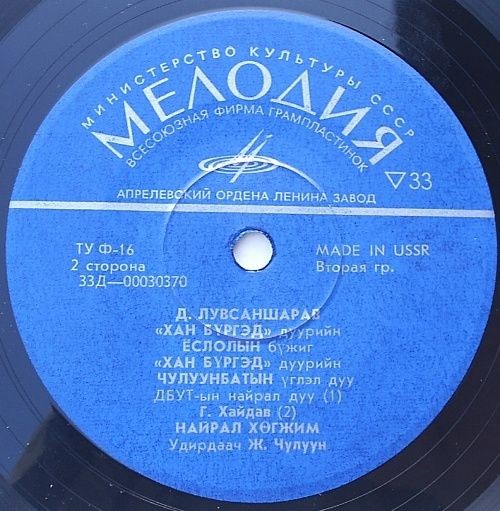 МИНИСТЕРСТВО КУЛЬТУРЫ СССР
МЕЛОДИЯ
ВСЕСОЮЗНАЯ ФИРМА ГРАМПЛАСТИНОК
▽33
АПРЕЛЕВСКИЙ ОРДЕНА ЛЕНИНА ЗАВОД
ТУ Ф-16
2 сторона
33Д—00030370
MADE IN USSR
Вторая гр.
Д. ЛУВСАНШАРАВ
«ХАН БҮРГЭД» дуурийн
ЁСЛОЛЫН бүжиг
«ХАН БҮРГЭД» дуурийн
ЧУЛУУНБАТЫН үглэл дуу
ДБУТ-ын найрал дуу (1)
Г. Хайдав (2)
НАЙРАЛ ХӨГЖИМ
Удирдаач Ж. Чулуун